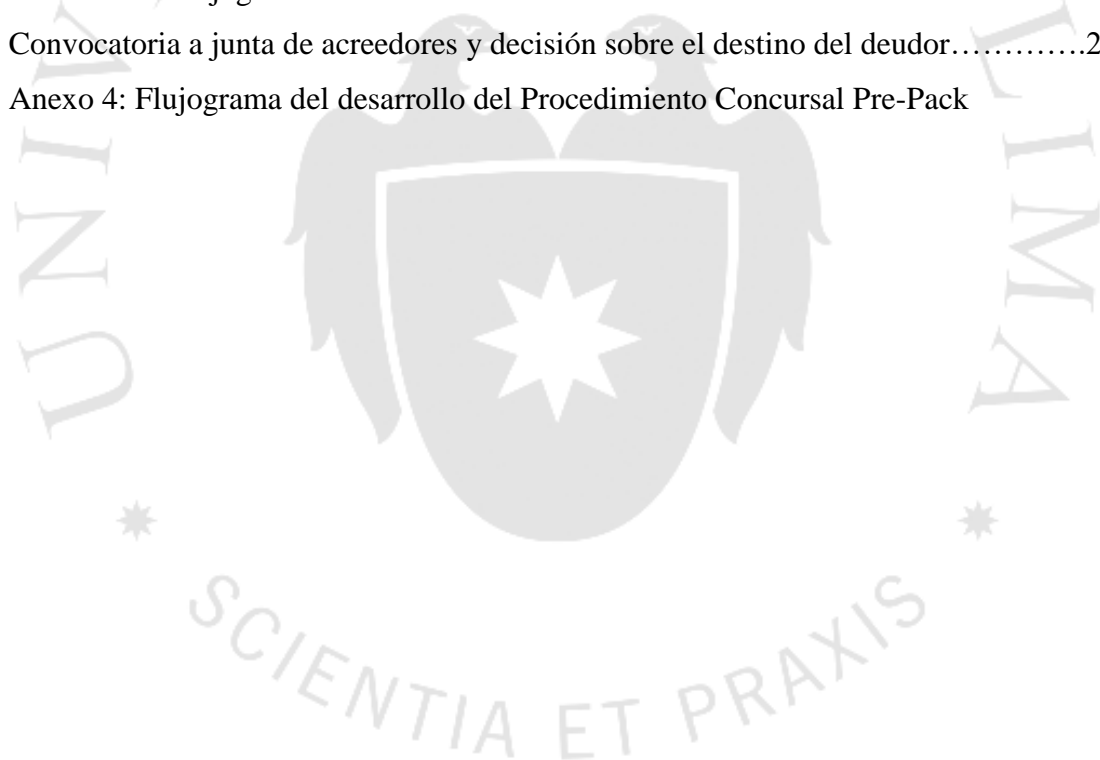 Convocatoria a junta de acreedores y decisión sobre el destino del deudor………….2
Anexo 4: Flujograma del desarrollo del Procedimiento Concursal Pre-Pack
LIMA
SCIENTIA ET PRAXIS